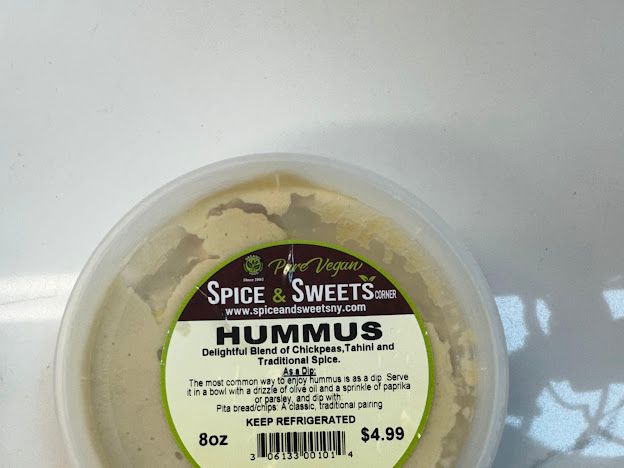 Pure Vegan
Since 2002
SPICE & SWEETS CORNER
www.spiceandsweetsny.com
HUMMUS
Delightful Blend of Chickpeas,Tahini and
Traditional Spice.
As a Dip:
The most common way to enjoy hummus is as a dip Serve
it in a bowl with a drizzle of olive oil and a sprinkle of paprika
or parsley, and dip with:
Pita bread/chips: A classic, traditional pairing
KEEP REFRIGERATED
8oz
$4.99
3 06133 00101 4